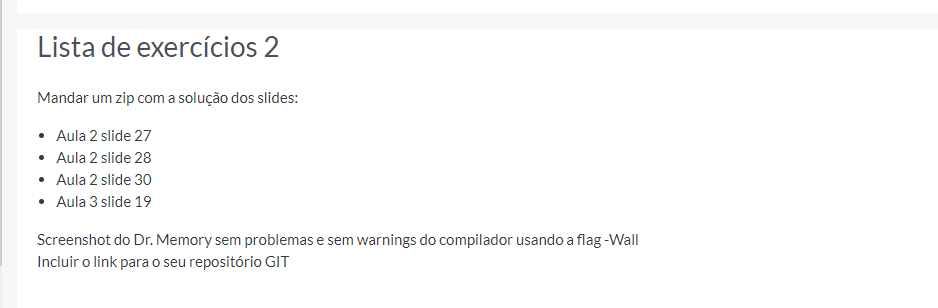 Lista de exercícios 2
Mandar um zip com a solução dos slides:
• Aula 2 slide 27
• Aula 2 slide 28
• Aula 2 slide 30
• Aula 3 slide 19
Screenshot do Dr. Memory sem problemas e sem warnings do compilador usando a flag -Wall
Incluir o link para o seu repositório GIT